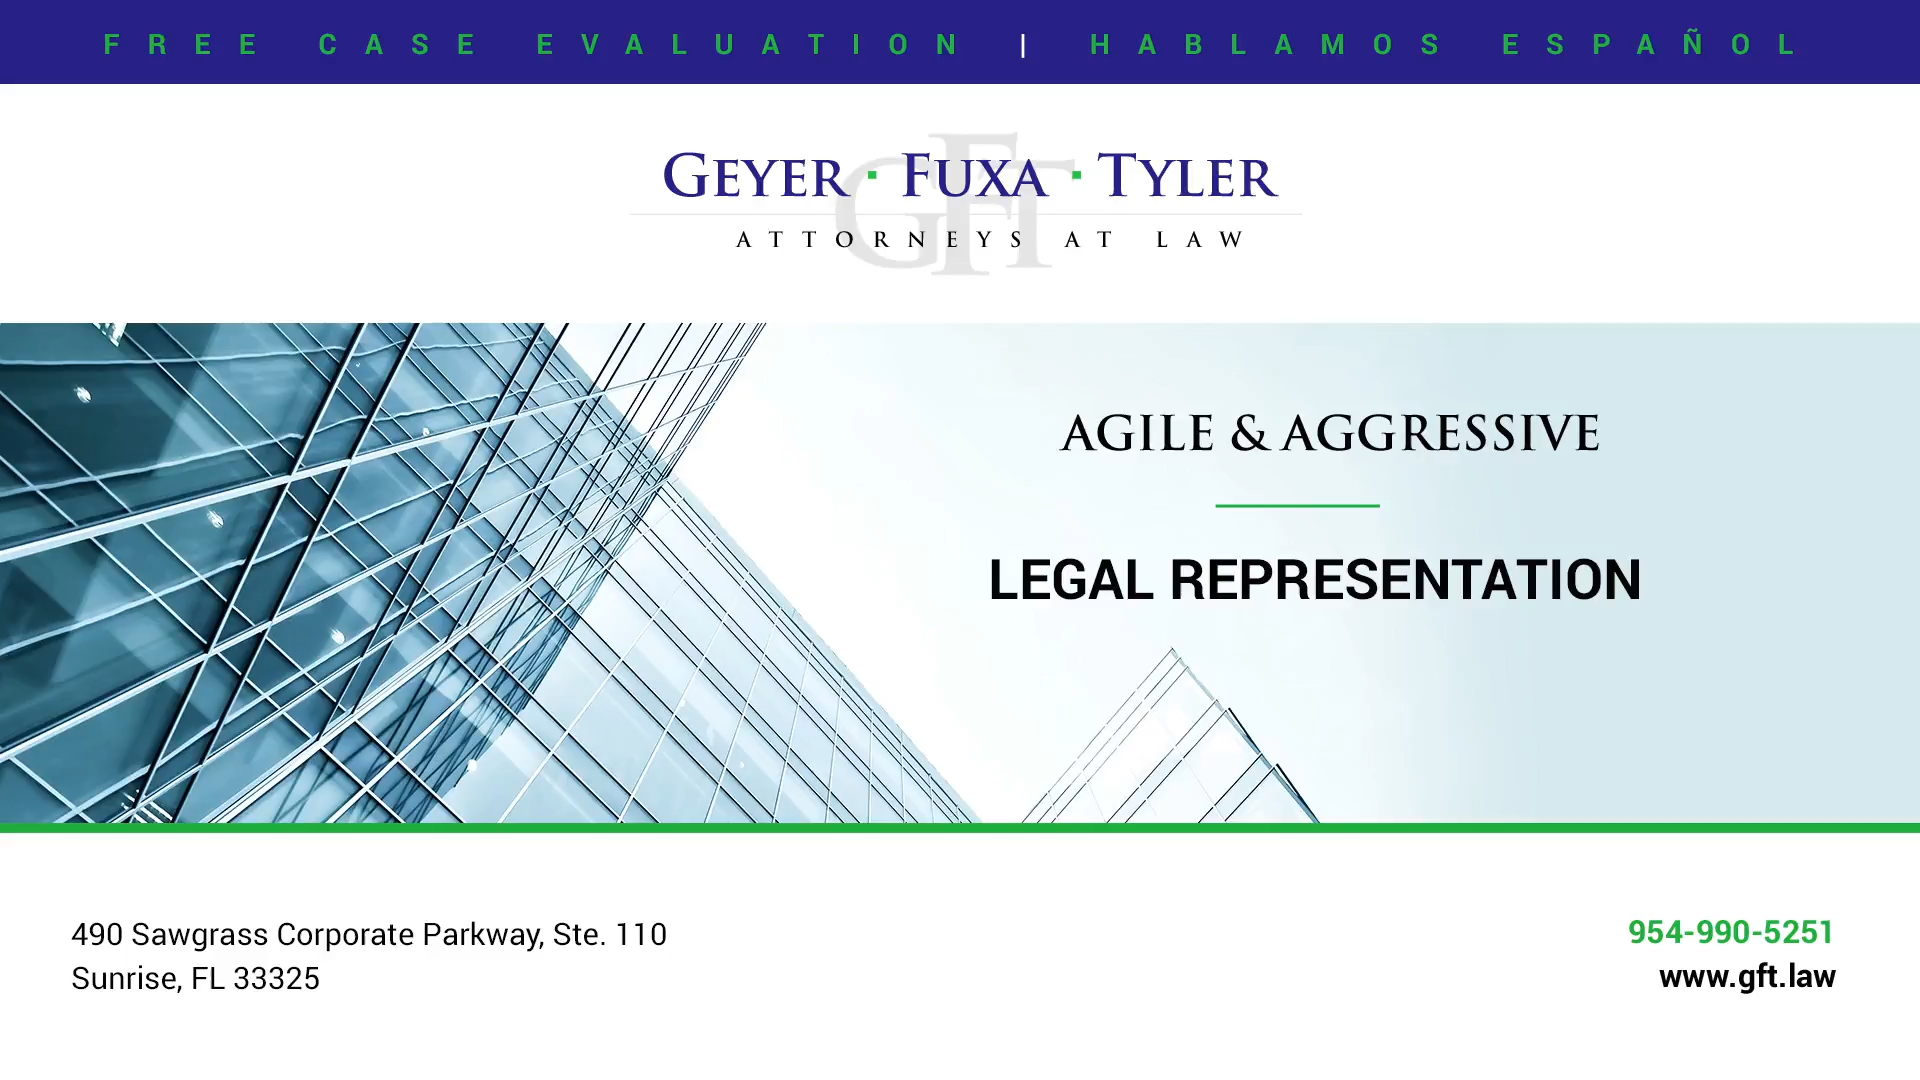 FREE CASE EVALUATION | HABLAMOS ESPAÑOL
GEYER · FUXA · TYLER
GFT
ATTORNEYS AT LAW
AGILE & AGGRESSIVE
LEGAL REPRESENTATION
490 Sawgrass Corporate Parkway, Ste. 110
Sunrise, FL 33325
954-990-5251
www.gft.law